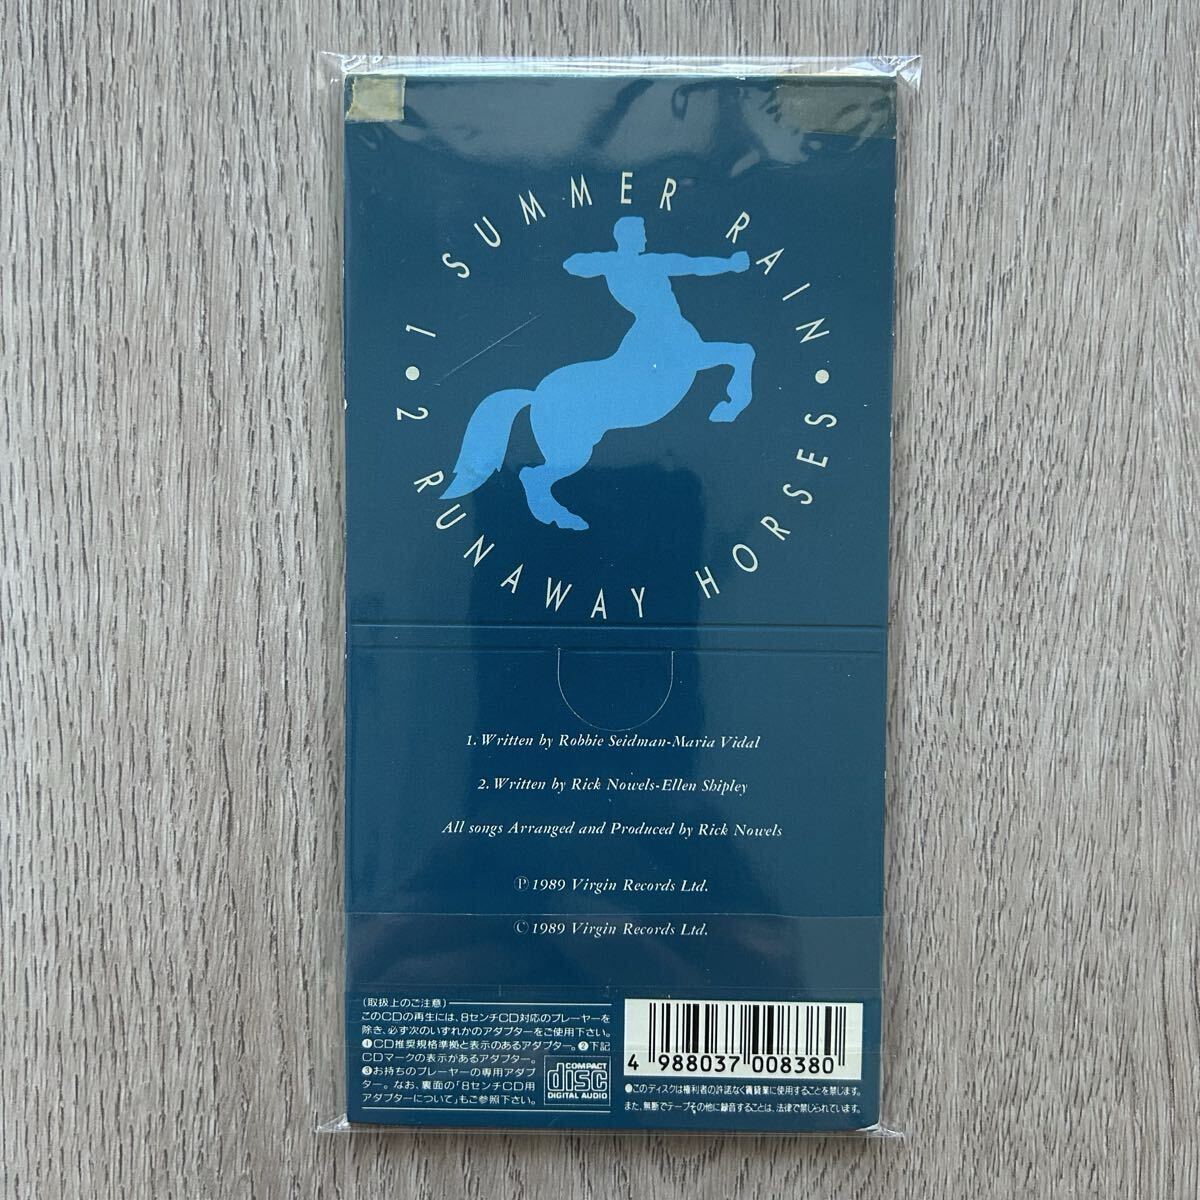 1 SUMMER RAIN •
2 RUNAWAY HORSES •
1. Written by Robbie Seidman-Maria Vidal
2. Written by Rick Nowels-Ellen Shipley
All songs Arranged and Produced by Rick Nowels
Ⓟ 1989 Virgin Records Ltd.
© 1989 Virgin Records Ltd.
(取扱上のご注意)
このCDの再生には、8センチCD対応のプレーヤーを
除き、必ず次のいずれかのアダプターをご使用下さい。
❶CD推奨規格準拠と表示のあるアダプター。❷下記
CDマークの表示があるアダプター。
❸お持ちのプレーヤーの専用アダプ
ター。なお、裏面の「8センチCD用
アダプターについて」もご参照下さい。
COMPACT
disc
DIGITAL AUDIO
4 988037 008380
●このディスクは権利者の許諾なく賃貸業に使用することを禁じます。
また、無断でテープその他に録音することは、法律で禁じられています。